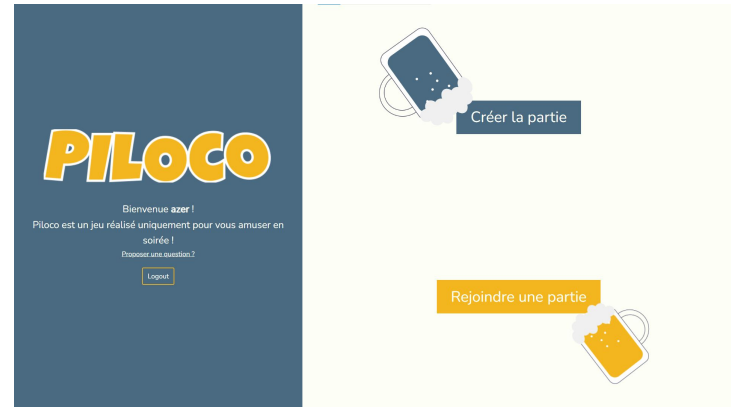 PILOCO
Bienvenue azer !
Piloco est un jeu réalisé uniquement pour vous amuser en
soirée !
Proposer une question ?
Logout
Créer la partie
Rejoindre une partie